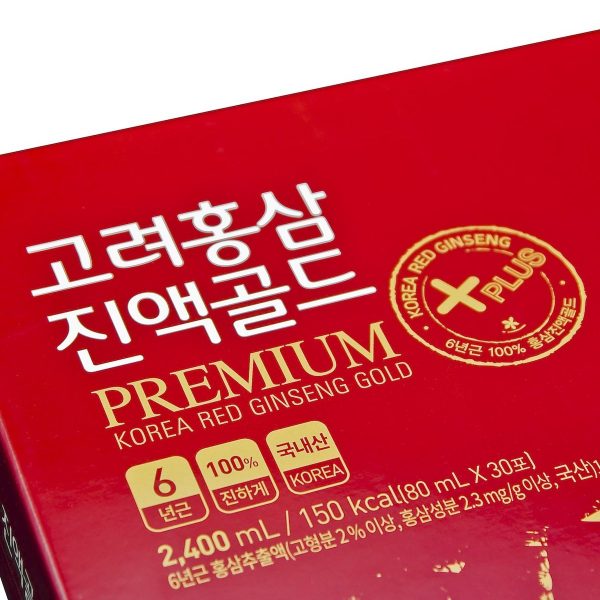 고려홍삼
진액골드
PREMIUM
KOREA RED GINSENG GOLD
KOREA RED GINSENG
PLUS
6년근 100% 홍삼진액골드
6
년근
100%
진하게
국내산
KOREA
2,400 mL / 150 kcal(80 mL X 30포)
6년근 홍삼추출액(고형분 2%이상, 홍삼성분 2.3 mg/g이상, 국산)